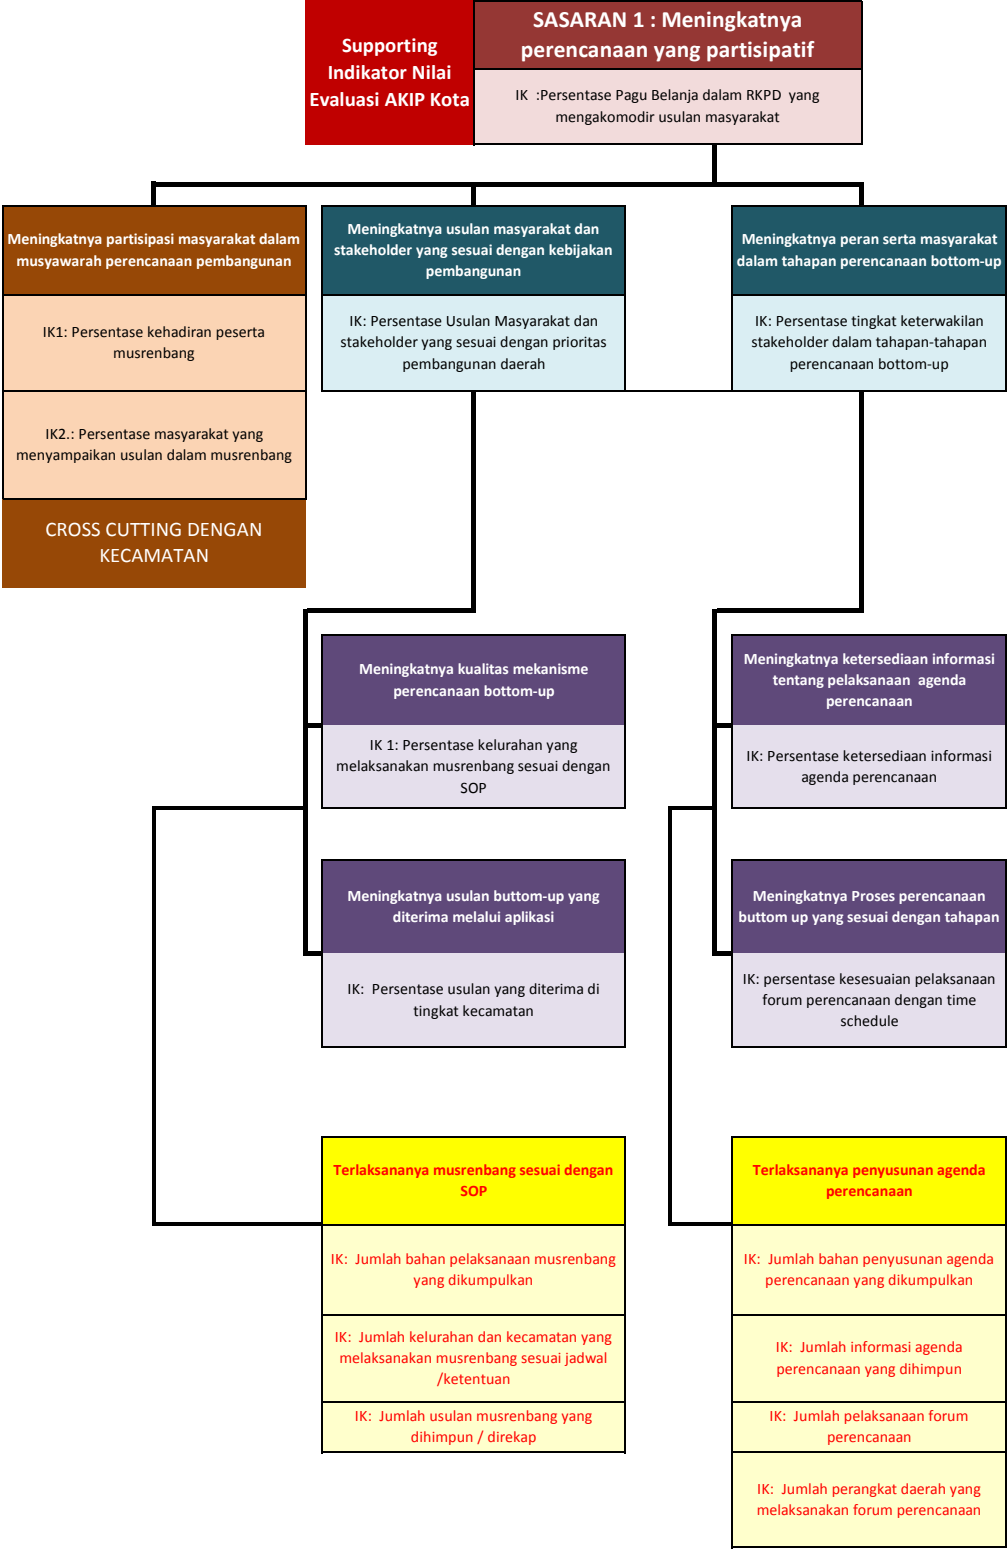 Supporting
Indikator Nilai
Evaluasi AKIP Kota
SASARAN 1 : Meningkatnya
perencanaan yang partisipatif
IK :Persentase Pagu Belanja dalam RKPD yang
mengakomodir usulan masyarakat
Meningkatnya partisipasi masyarakat dalam
musyawarah perencanaan pembangunan
IK1: Persentase kehadiran peserta
musrenbang
IK2.: Persentase masyarakat yang
menyampaikan usulan dalam musrenbang
CROSS CUTTING DENGAN
KECAMATAN
Meningkatnya usulan masyarakat dan
stakeholder yang sesuai dengan kebijakan
pembangunan
IK: Persentase Usulan Masyarakat dan
stakeholder yang sesuai dengan prioritas
pembangunan daerah
Meningkatnya peran serta masyarakat
dalam tahapan perencanaan bottom-up
IK: Persentase tingkat keterwakilan
stakeholder dalam tahapan-tahapan
perencanaan bottom-up
Meningkatnya kualitas mekanisme
perencanaan bottom-up
IK 1: Persentase kelurahan yang
melaksanakan musrenbang sesuai dengan
SOP
Meningkatnya ketersediaan informasi
tentang pelaksanaan agenda
perencanaan
IK: Persentase ketersediaan informasi
agenda perencanaan
Meningkatnya usulan buttom-up yang
diterima melalui aplikasi
IK: Persentase usulan yang diterima di
tingkat kecamatan
Meningkatnya Proses perencanaan
buttom up yang sesuai dengan tahapan
IK: persentase kesesuaian pelaksanaan
forum perencanaan dengan time
schedule
Terlaksananya musrenbang sesuai dengan
SOP
IK: Jumlah bahan pelaksanaan musrenbang
yang dikumpulkan
IK: Jumlah kelurahan dan kecamatan yang
melaksanakan musrenbang sesuai jadwal
/ketentuan
IK: Jumlah usulan musrenbang yang
dihimpun / direkap
Terlaksananya penyusunan agenda
perencanaan
IK: Jumlah bahan penyusunan agenda
perencanaan yang dikumpulkan
IK: Jumlah informasi agenda
perencanaan yang dihimpun
IK: Jumlah pelaksanaan forum
perencanaan
IK: Jumlah perangkat daerah yang
melaksanakan forum perencanaan